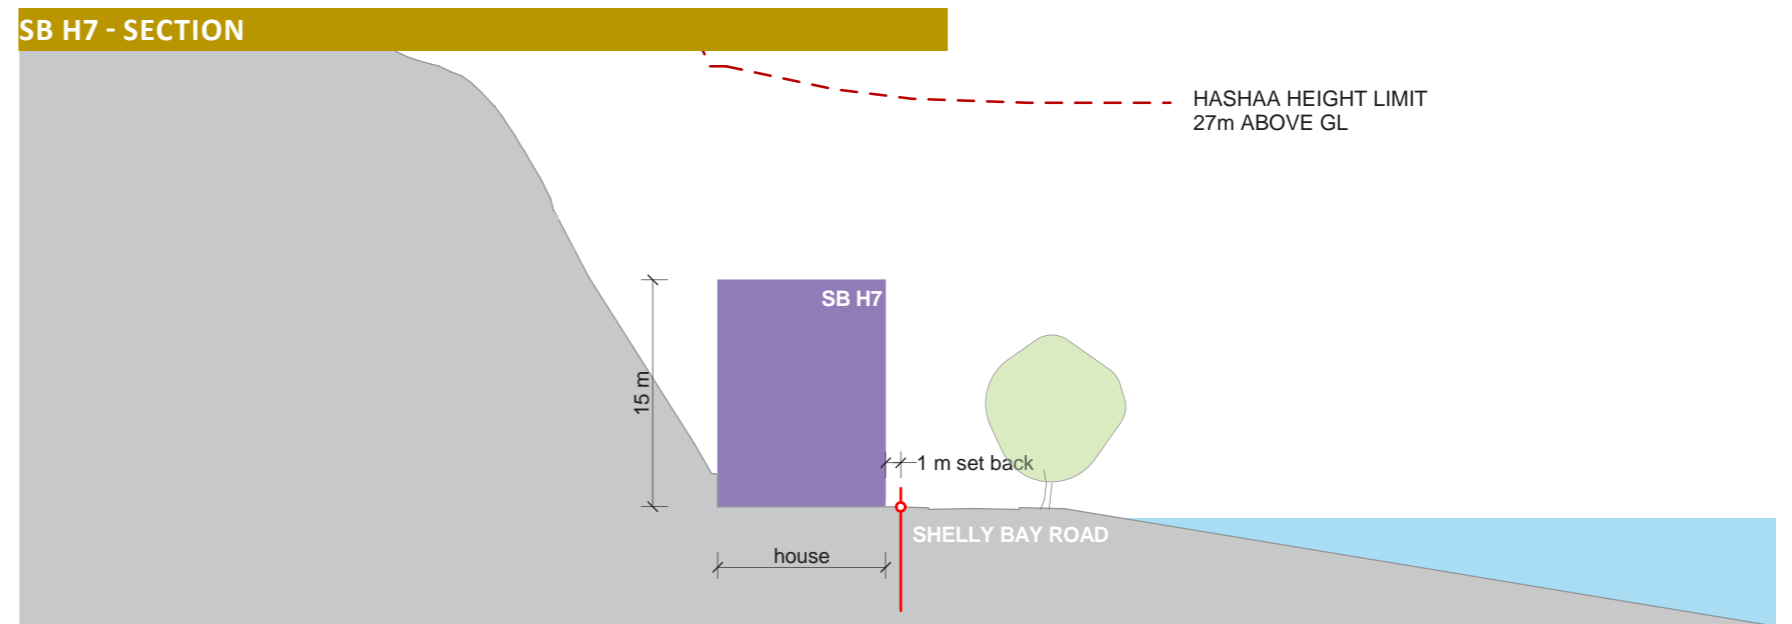 SB H7 - SECTION
HASHAA HEIGHT LIMIT
27m ABOVE GL
SB H7
15 m
1 m set back
SHELLY BAY ROAD
house